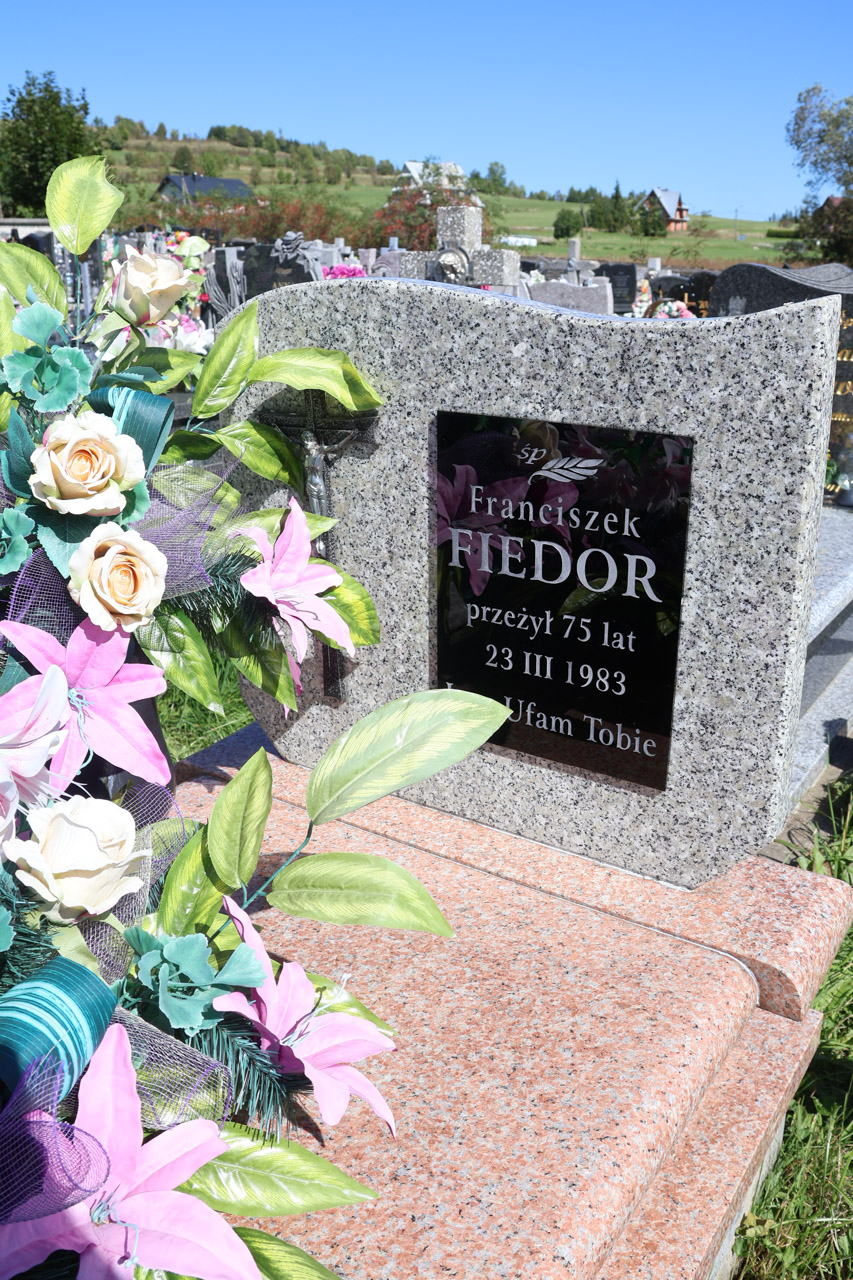 śp
Franciszek
FIEDOR
przeżył 75 lat
23 III 1983
Ufam Tobie